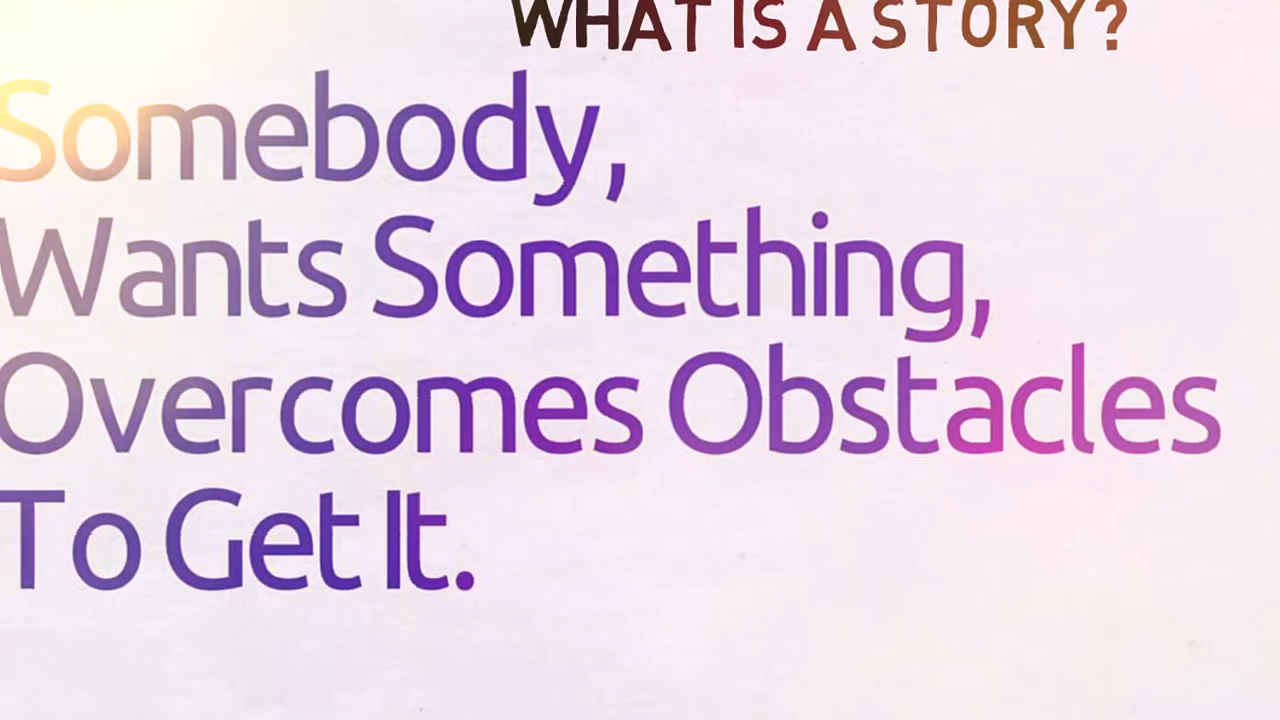 WHAT IS A STORY?
Somebody,
Wants Something,
Overcomes Obstacles
To Get It.